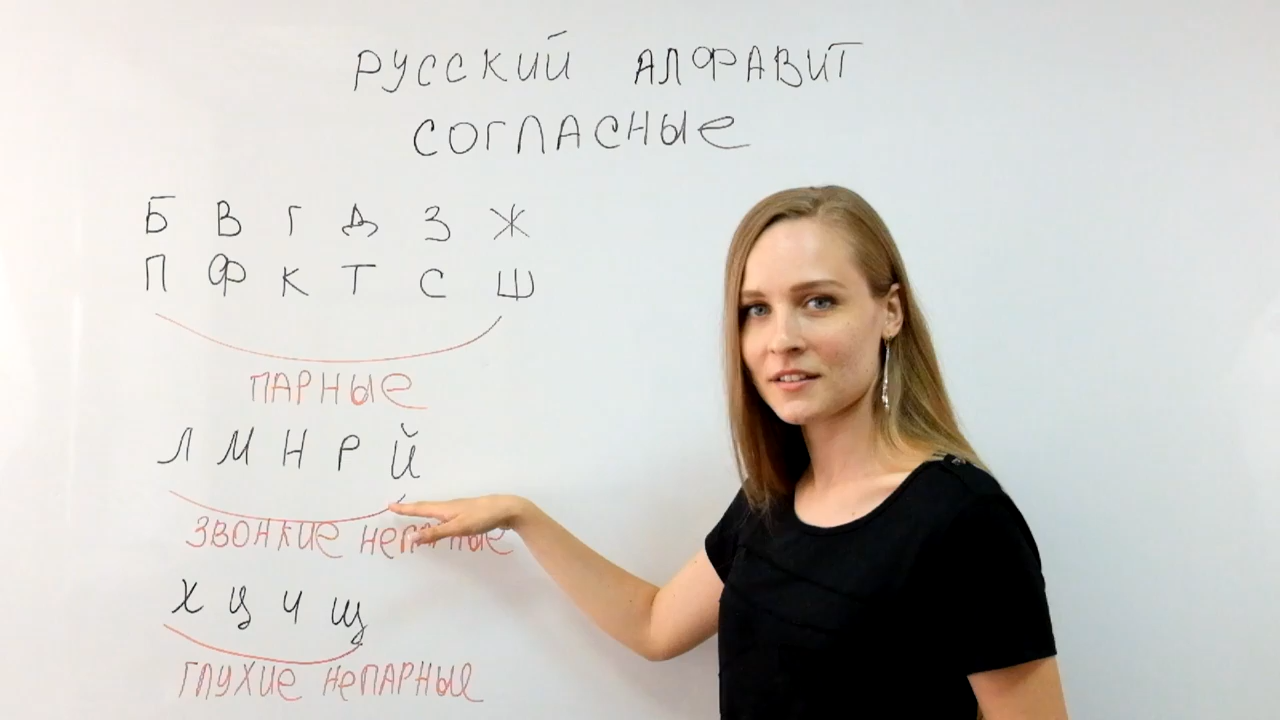 РУССКИЙ АЛФАВИТ
СОГЛАСНЫЕ
Б В Г Д З Ж
П Ф К Т С Ш
ПАРНЫЕ
Л М Н Р Й
ЗВОНКИЕ НЕПАРНЫЕ
Х Ц Ч Щ
ГЛУХИЕ НЕПАРНЫЕ